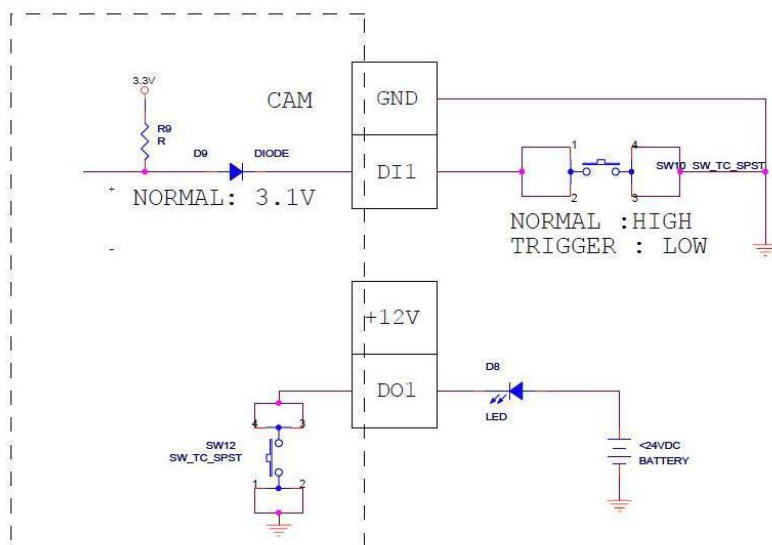 3.3V
R9
R
CAM
GND
D9
DIODE
DI1
1
4
SW10 SW_TC_SPST
2
3
+
NORMAL: 3.1V
-
NORMAL :HIGH
TRIGGER : LOW
+12V
DO1
D8
LED
<24VDC
BATTERY
4
3
SW12
SW_TC_SPST
1
2